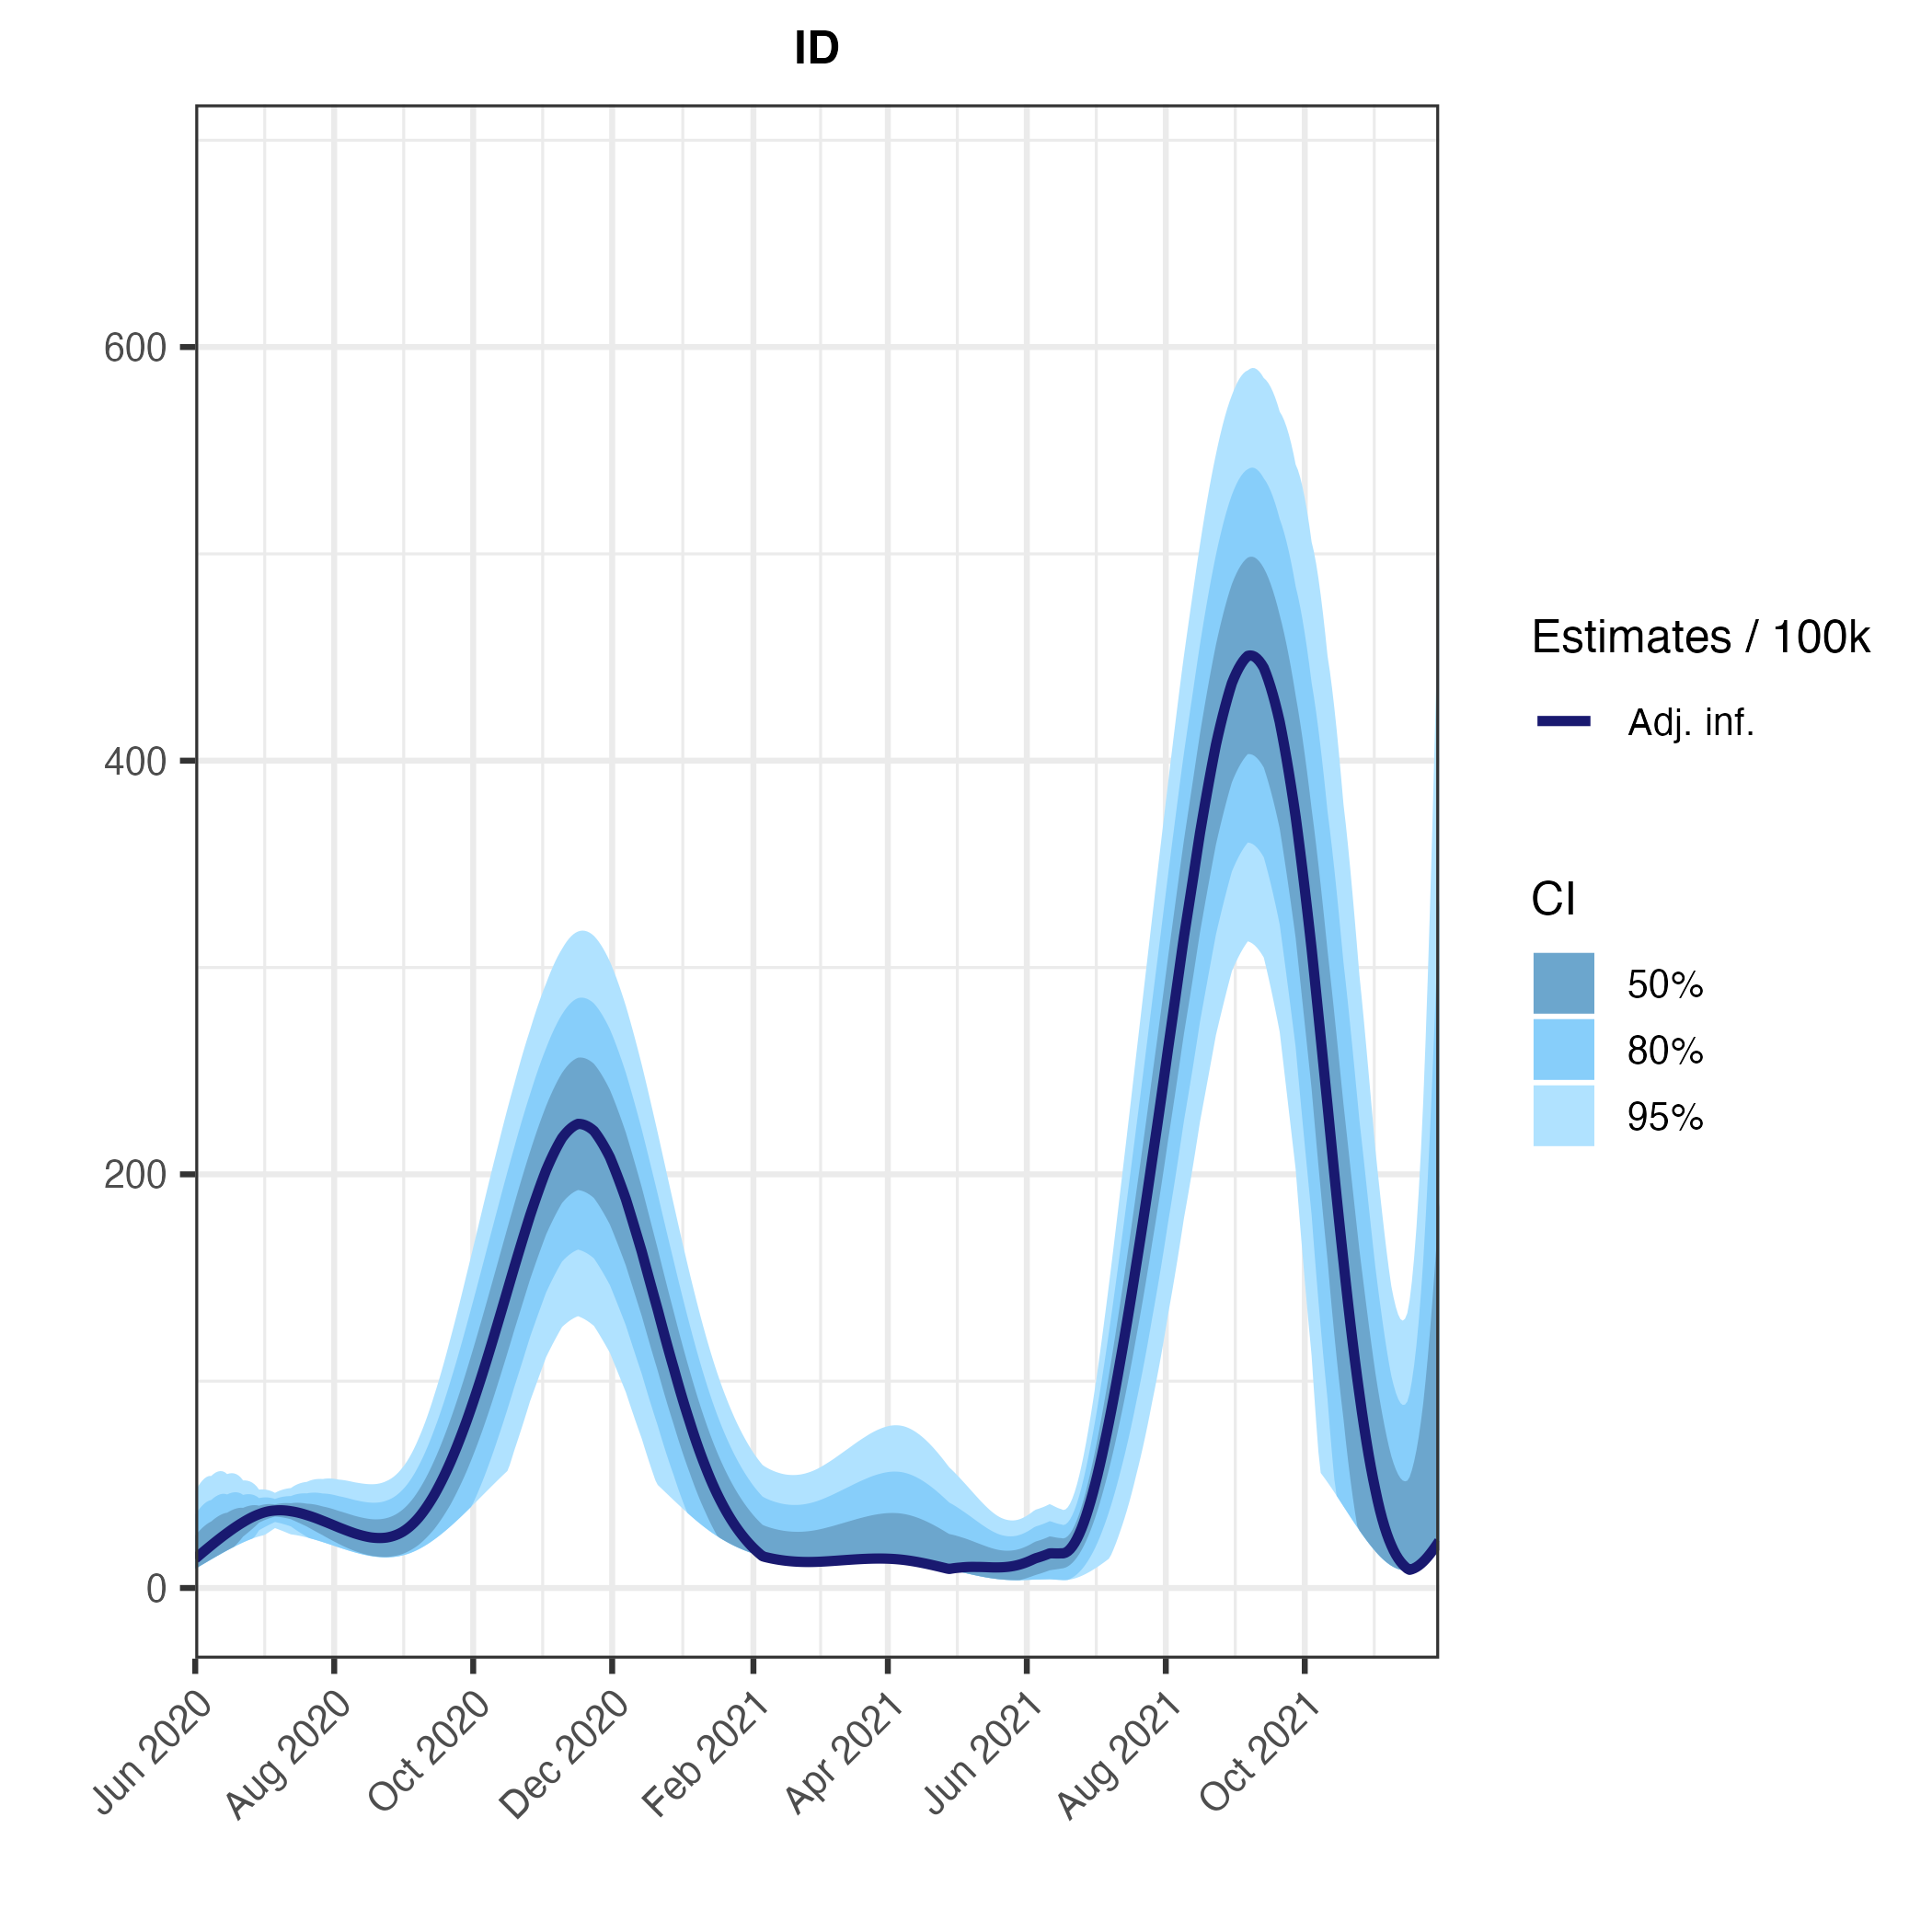 ID
600
400
200
0
Jun 2020
Aug 2020
Oct 2020
Dec 2020
Feb 2021
Apr 2021
Jun 2021
Aug 2021
Oct 2021
Estimates / 100k
Adj. inf.
CI
50%
80%
95%